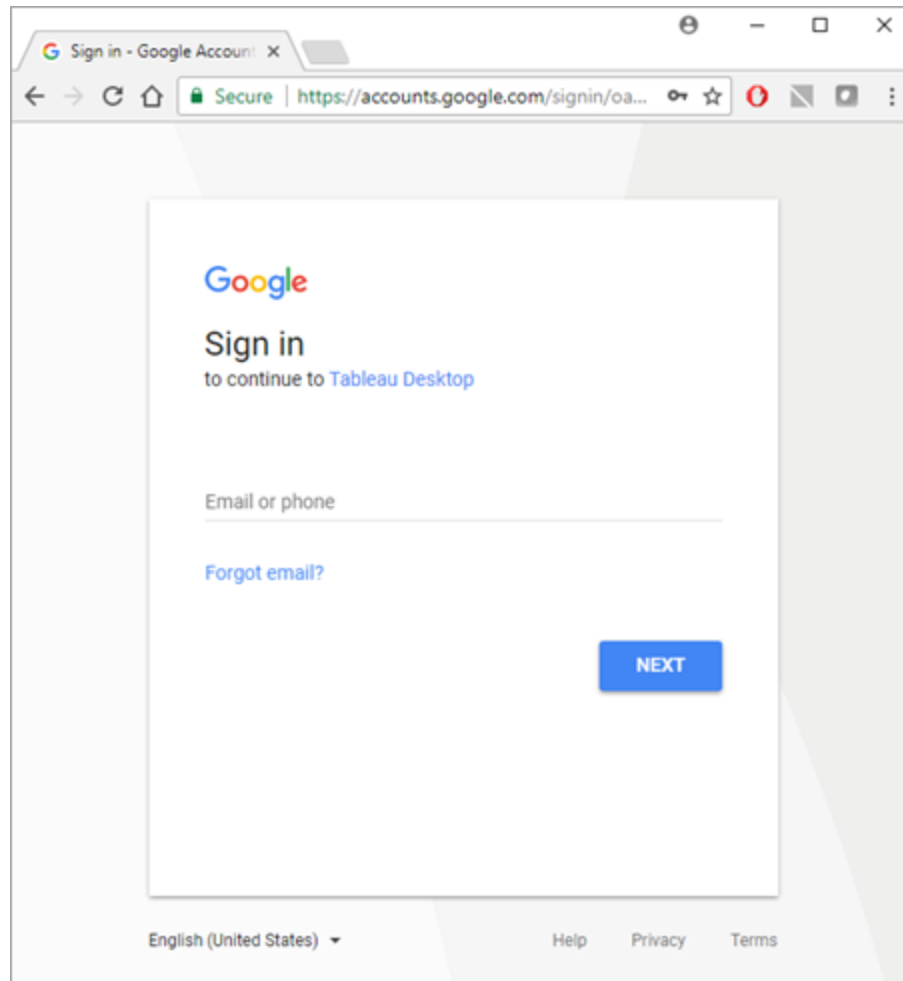 Sign in - Google Account
Secure | https://accounts.google.com/signin/oa...
Google
Sign in
to continue to Tableau Desktop
Email or phone
Forgot email?
NEXT
English (United States)
Help Privacy Terms